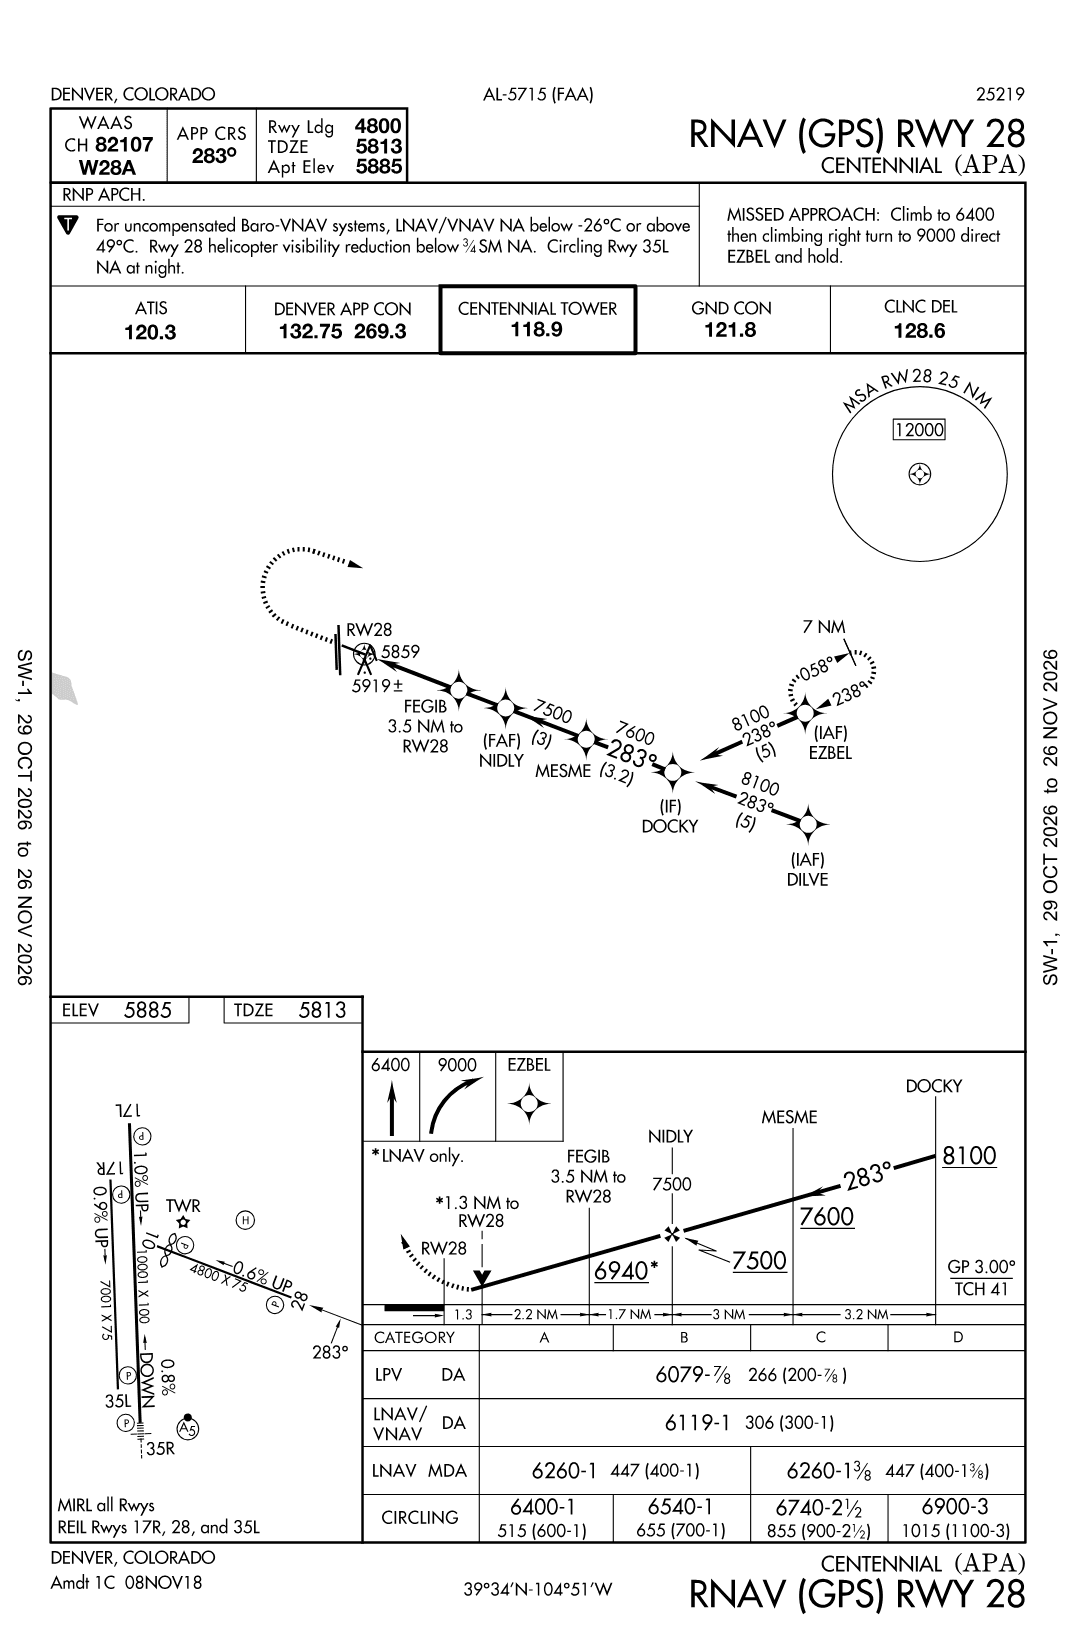 DENVER, COLORADO
AL-5715 (FAA)
25219
WAAS
CH 82107
W28A
APP CRS
283°
Rwy Ldg 4800
TDZE 5813
Apt Elev 5885
RNAV (GPS) RWY 28
CENTENNIAL (APA)
RNP APCH.
T
For uncompensated Baro-VNAV systems, LNAV/VNAV NA below -26°C or above
49°C. Rwy 28 helicopter visibility reduction below ¾ SM NA. Circling Rwy 35L
NA at night.
MISSED APPROACH: Climb to 6400
then climbing right turn to 9000 direct
EZBEL and hold.
ATIS
120.3
DENVER APP CON
132.75 269.3
CENTENNIAL TOWER
118.9
GND CON
121.8
CLNC DEL
128.6
MSA RW28 25 NM
12000
RW28
5859
5919±
FEGIB
3.5 NM to
RW28
(FAF)
NIDLY
7500
(3)
MESME
7600
283°
(3.2)
(IF)
DOCKY
7 NM
058°
238°
8100
238°
(5)
(IAF)
EZBEL
8100
283°
(5)
(IAF)
DILVE
SW-1, 29 OCT 2026 to 26 NOV 2026
SW-1, 29 OCT 2026 to 26 NOV 2026
ELEV 5885
TDZE 5813
17L
17R
P
P
1.0% UP
0.9% UP
TWR
H
10
P
0.6% UP
4800 X 75
P
28
283°
10001 X 100
7001 X 75
DOWN
0.8%
P
35L
P
A5
35R
MIRL all Rwys
REIL Rwys 17R, 28, and 35L
6400
9000
EZBEL
*LNAV only.
DOCKY
MESME
NIDLY
7500
FEGIB
3.5 NM to
RW28
*1.3 NM to
RW28
RW28
283°
8100
7600
7500
6940*
GP 3.00°
TCH 41
1.3
2.2 NM
1.7 NM
3 NM
3.2 NM
CATEGORY A B C D
LPV DA 6079-⅞ 266 (200-⅞)
LNAV/
VNAV DA 6119-1 306 (300-1)
LNAV MDA 6260-1 447 (400-1) 6260-1⅜ 447 (400-1⅜)
CIRCLING
6400-1
515 (600-1)
6540-1
655 (700-1)
6740-2½
855 (900-2½)
6900-3
1015 (1100-3)
DENVER, COLORADO
Amdt 1C 08NOV18
39°34'N-104°51'W
CENTENNIAL (APA)
RNAV (GPS) RWY 28